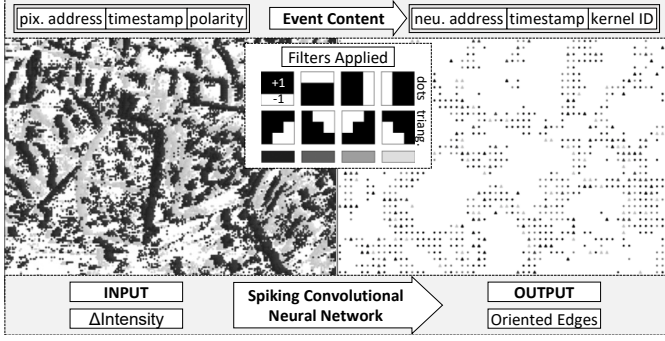 pix. address timestamp polarity
Event Content
neu. address timestamp kernel ID
Filters Applied
+1
-1
dots
triang.
INPUT
ΔIntensity
Spiking Convolutional
Neural Network
OUTPUT
Oriented Edges